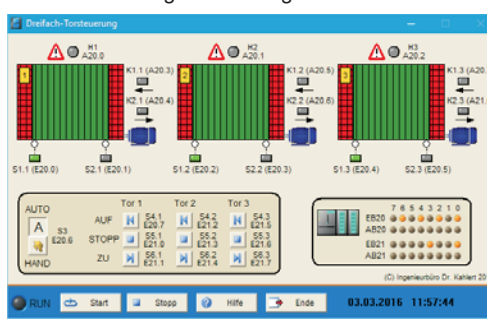 Dreifach-Torsteuerung
H1
A20.0
H2
A20.1
H3
A20.2
1
K1.1 (A20.3)
K2.1 (A20.4)
2
K1.2 (A20.5)
K2.2 (A20.6)
3
K1.3 (A20.
K2.3 (A21.
S1.1 (E20.0)
S2.1 (E20.1)
S1.2 (E20.2)
S2.2 (E20.3)
S1.3 (E20.4)
S2.3 (E20.5)
AUTO
A
HAND
S3
E20.6
Tor 1 Tor 2 Tor 3
AUF S4.1 S4.2 S4.3
E20.7 E21.2 E21.5
STOPP S5.1 S5.2 S5.3
E21.0 E21.3 E21.6
ZU S6.1 S6.2 S6.3
E21.1 E21.4 E21.7
7 6 5 4 3 2 1 0
EB20
AB20
EB21
AB21
(C) Ingenieurbüro Dr. Kahlert 20
RUN Start Stopp Hilfe Ende 03.03.2016 11:57:44